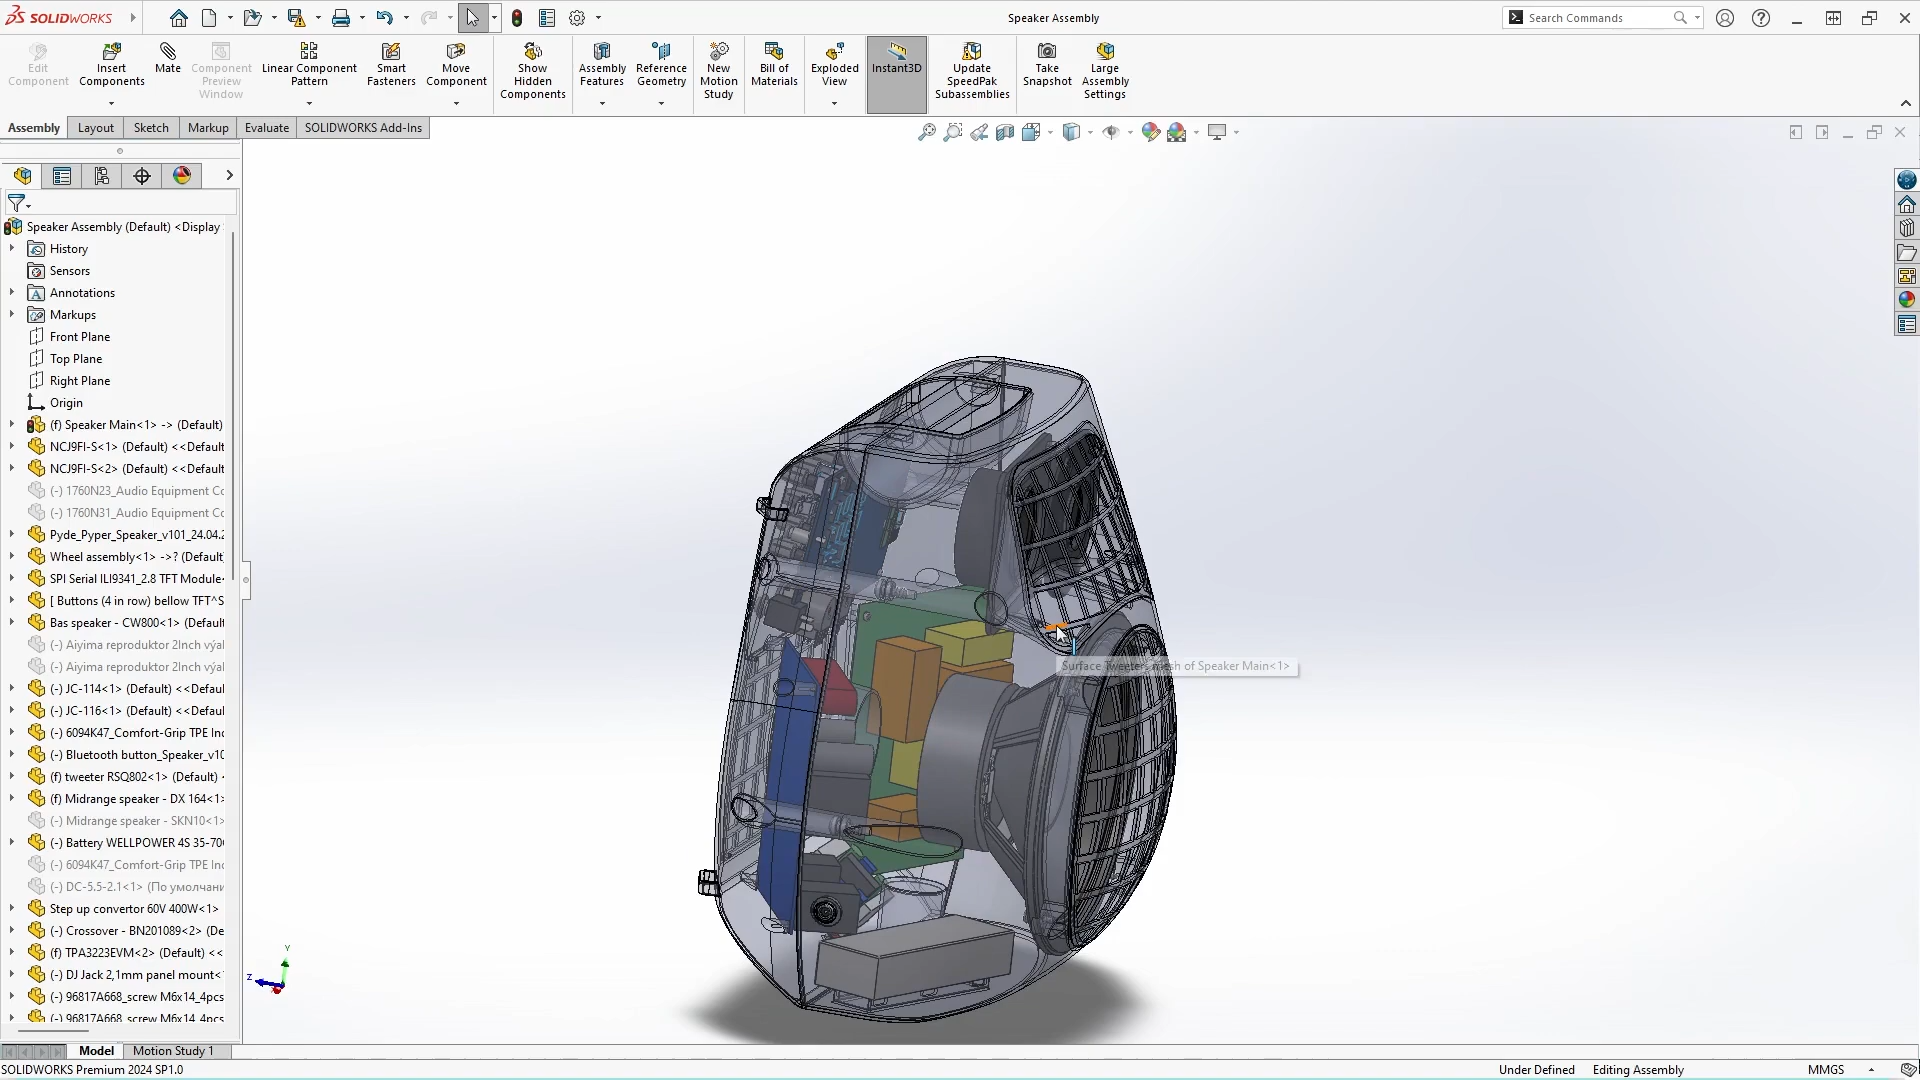 SOLIDWORKS
Speaker Assembly
Search Commands
Edit Component
Insert Components
Mate
Component Preview Window
Linear Component Pattern
Smart Fasteners
Move Component
Show Hidden Components
Assembly Features
Reference Geometry
New Motion Study
Bill of Materials
Exploded View
Instant3D
Update SpeedPak Subassemblies
Take Snapshot
Large Assembly Settings
Assembly
Layout
Sketch
Markup
Evaluate
SOLIDWORKS Add-Ins
Speaker Assembly (Default) <Display
History
Sensors
Annotations
Markups
Front Plane
Top Plane
Right Plane
Origin
(f) Speaker Main<1> -> (Default)
NCJ9FI-S<1> (Default) <<Default
NCJ9FI-S<2> (Default) <<Default
(-) 1760N23_Audio Equipment Cc
(-) 1760N31_Audio Equipment Cc
Pyde_Pyper_Speaker_v101_24.04.2
Wheel assembly<1> ->? (Default
SPI Serial ILI9341_2.8 TFT Module
[ Buttons (4 in row) bellow TFT^S
Bas speaker - CW800<1> (Default)
(-) Aiyima reproduktor 2Inch výal
(-) Aiyima reproduktor 2Inch výal
(-) JC-114<1> (Default) <<Defaul
(-) JC-116<1> (Default) <<Defaul
(-) 6094K47_Comfort-Grip TPE Inc
(-) Bluetooth button_Speaker_v10
(f) tweeter RSQ802<1> (Default)
(f) Midrange speaker - DX 164<1>
(-) Midrange speaker - SKN10<1>
(-) Battery WELLPOWER 4S 35-700
(-) 6094K47_Comfort-Grip TPE Inc
(-) DC-5.5-2.1<1> (По умолчани
Step up convertor 60V 400W<1>
(-) Crossover - BN201089<2> (De
(f) TPA3223EVM<2> (Default) <<
(-) DJ Jack 2,1mm panel mount<
(-) 96817A668_screw M6x14_4pcs
(-) 96817A668_screw M6x14_4pcs
Surface Tweeters mesh of Speaker Main<1>
Y
Z
Model
Motion Study 1
SOLIDWORKS Premium 2024 SP1.0
Under Defined
Editing Assembly
MMGS